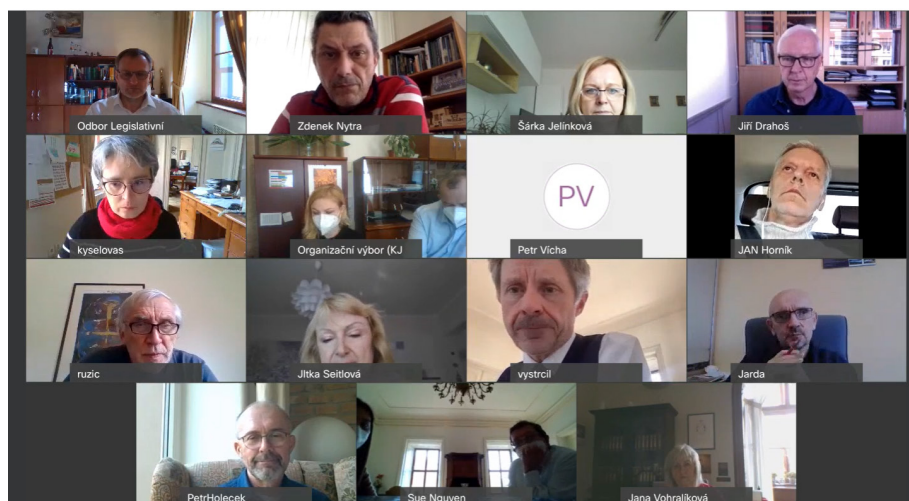 Odbor Legislativní
Zdenek Nytra
Šárka Jelínková
Jiří Drahoš
kyselovas
Organizační výbor (KJ
PV
Petr Vícha
JAN Horník
ruzic
JItka Seitlová
vystrcil
Jarda
PetrHolecek
Sue Nguyen
Jana Vohralíková